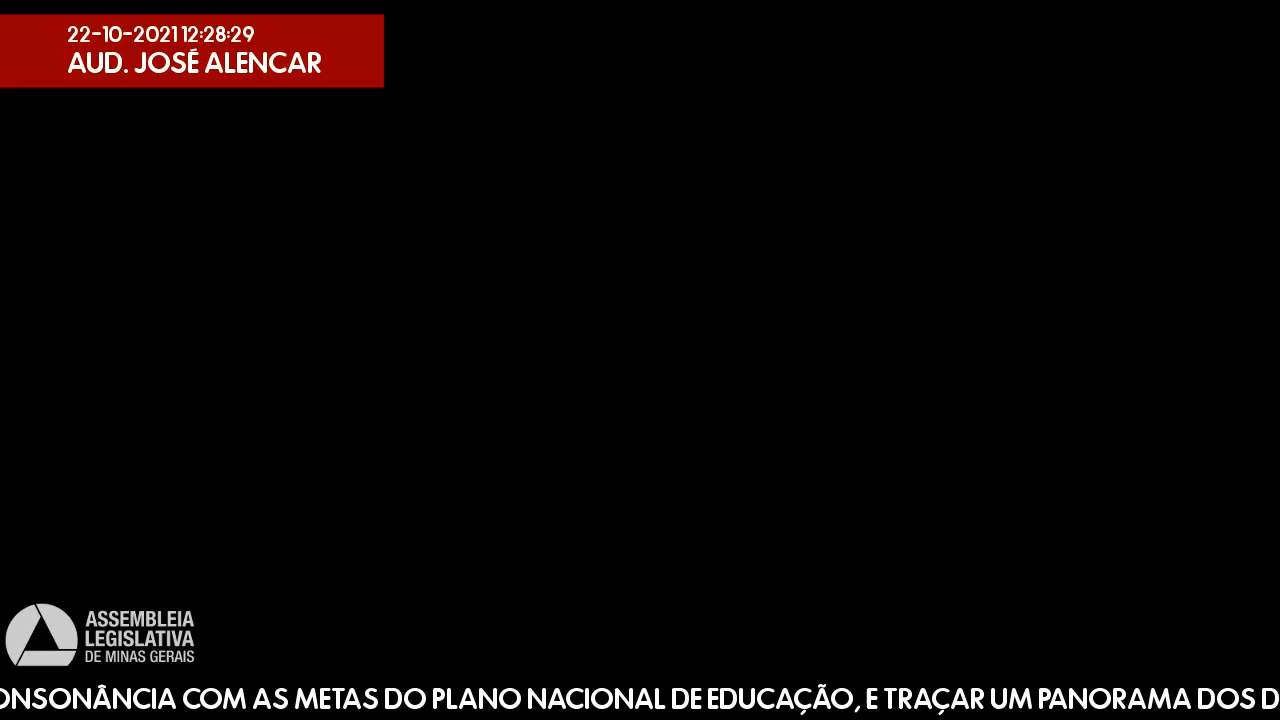 22-10-2021 12:28:29
AUD. JOSÉ ALENCAR
ASSEMBLEIA
LEGISLATIVA
DE MINAS GERAIS
COM AS METAS DO PLANO NACIONAL DE EDUCAÇÃO, E TRAÇAR UM PANORAMA DOS